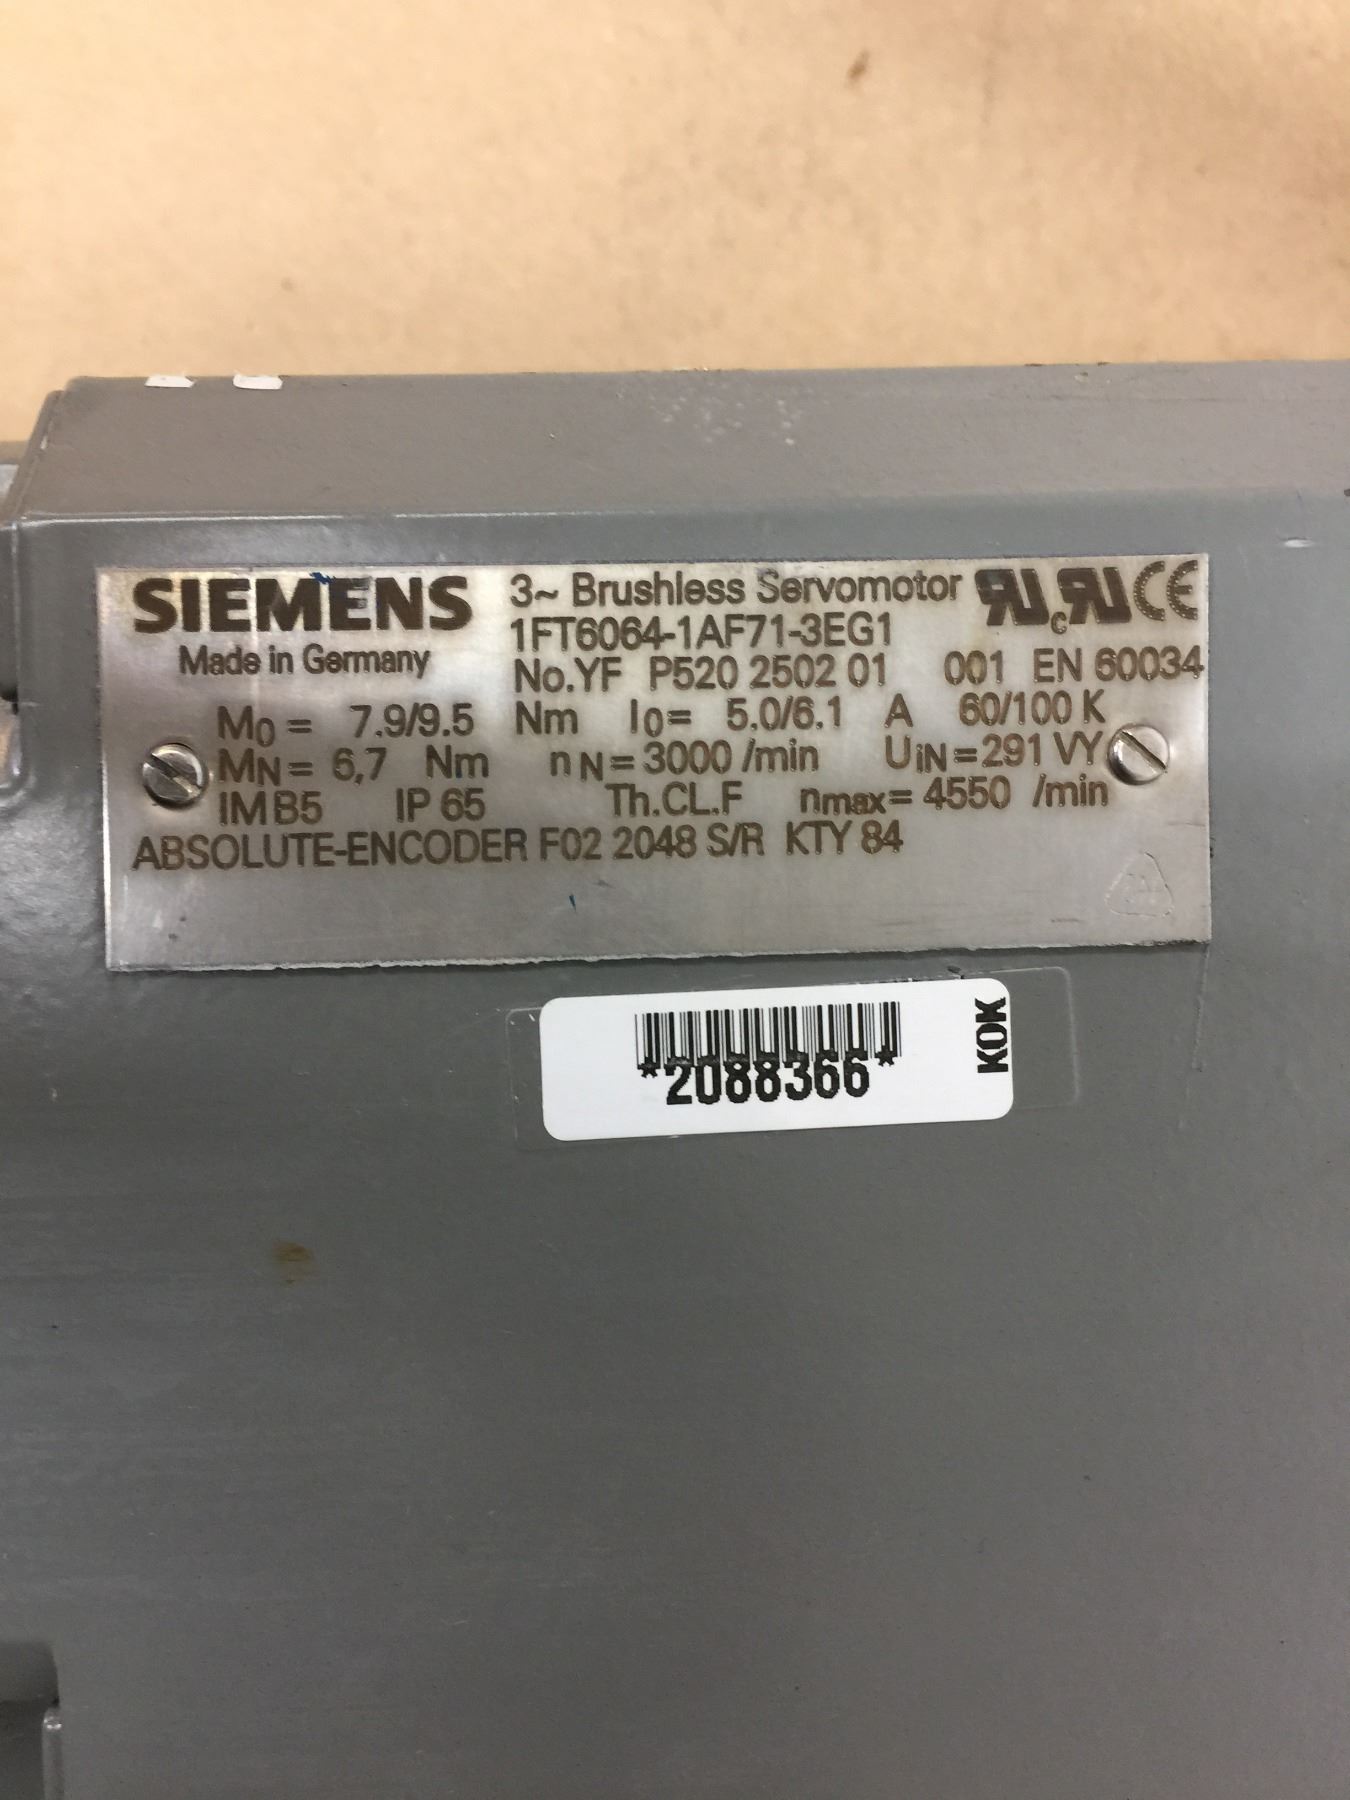 SIEMENS
Made in Germany
3~ Brushless Servomotor
1FT6064-1AF71-3EG1
No.YF P520 2502 01 001 EN 60034
M0 = 7.9/9.5 Nm I0= 5.0/6.1 A 60/100 K
MN= 6,7 Nm nN= 3000 /min UiN=291 VY
IM B5 IP 65 Th.CL.F nmax= 4550 /min
ABSOLUTE-ENCODER F02 2048 S/R KTY 84
*2088366*
KOK